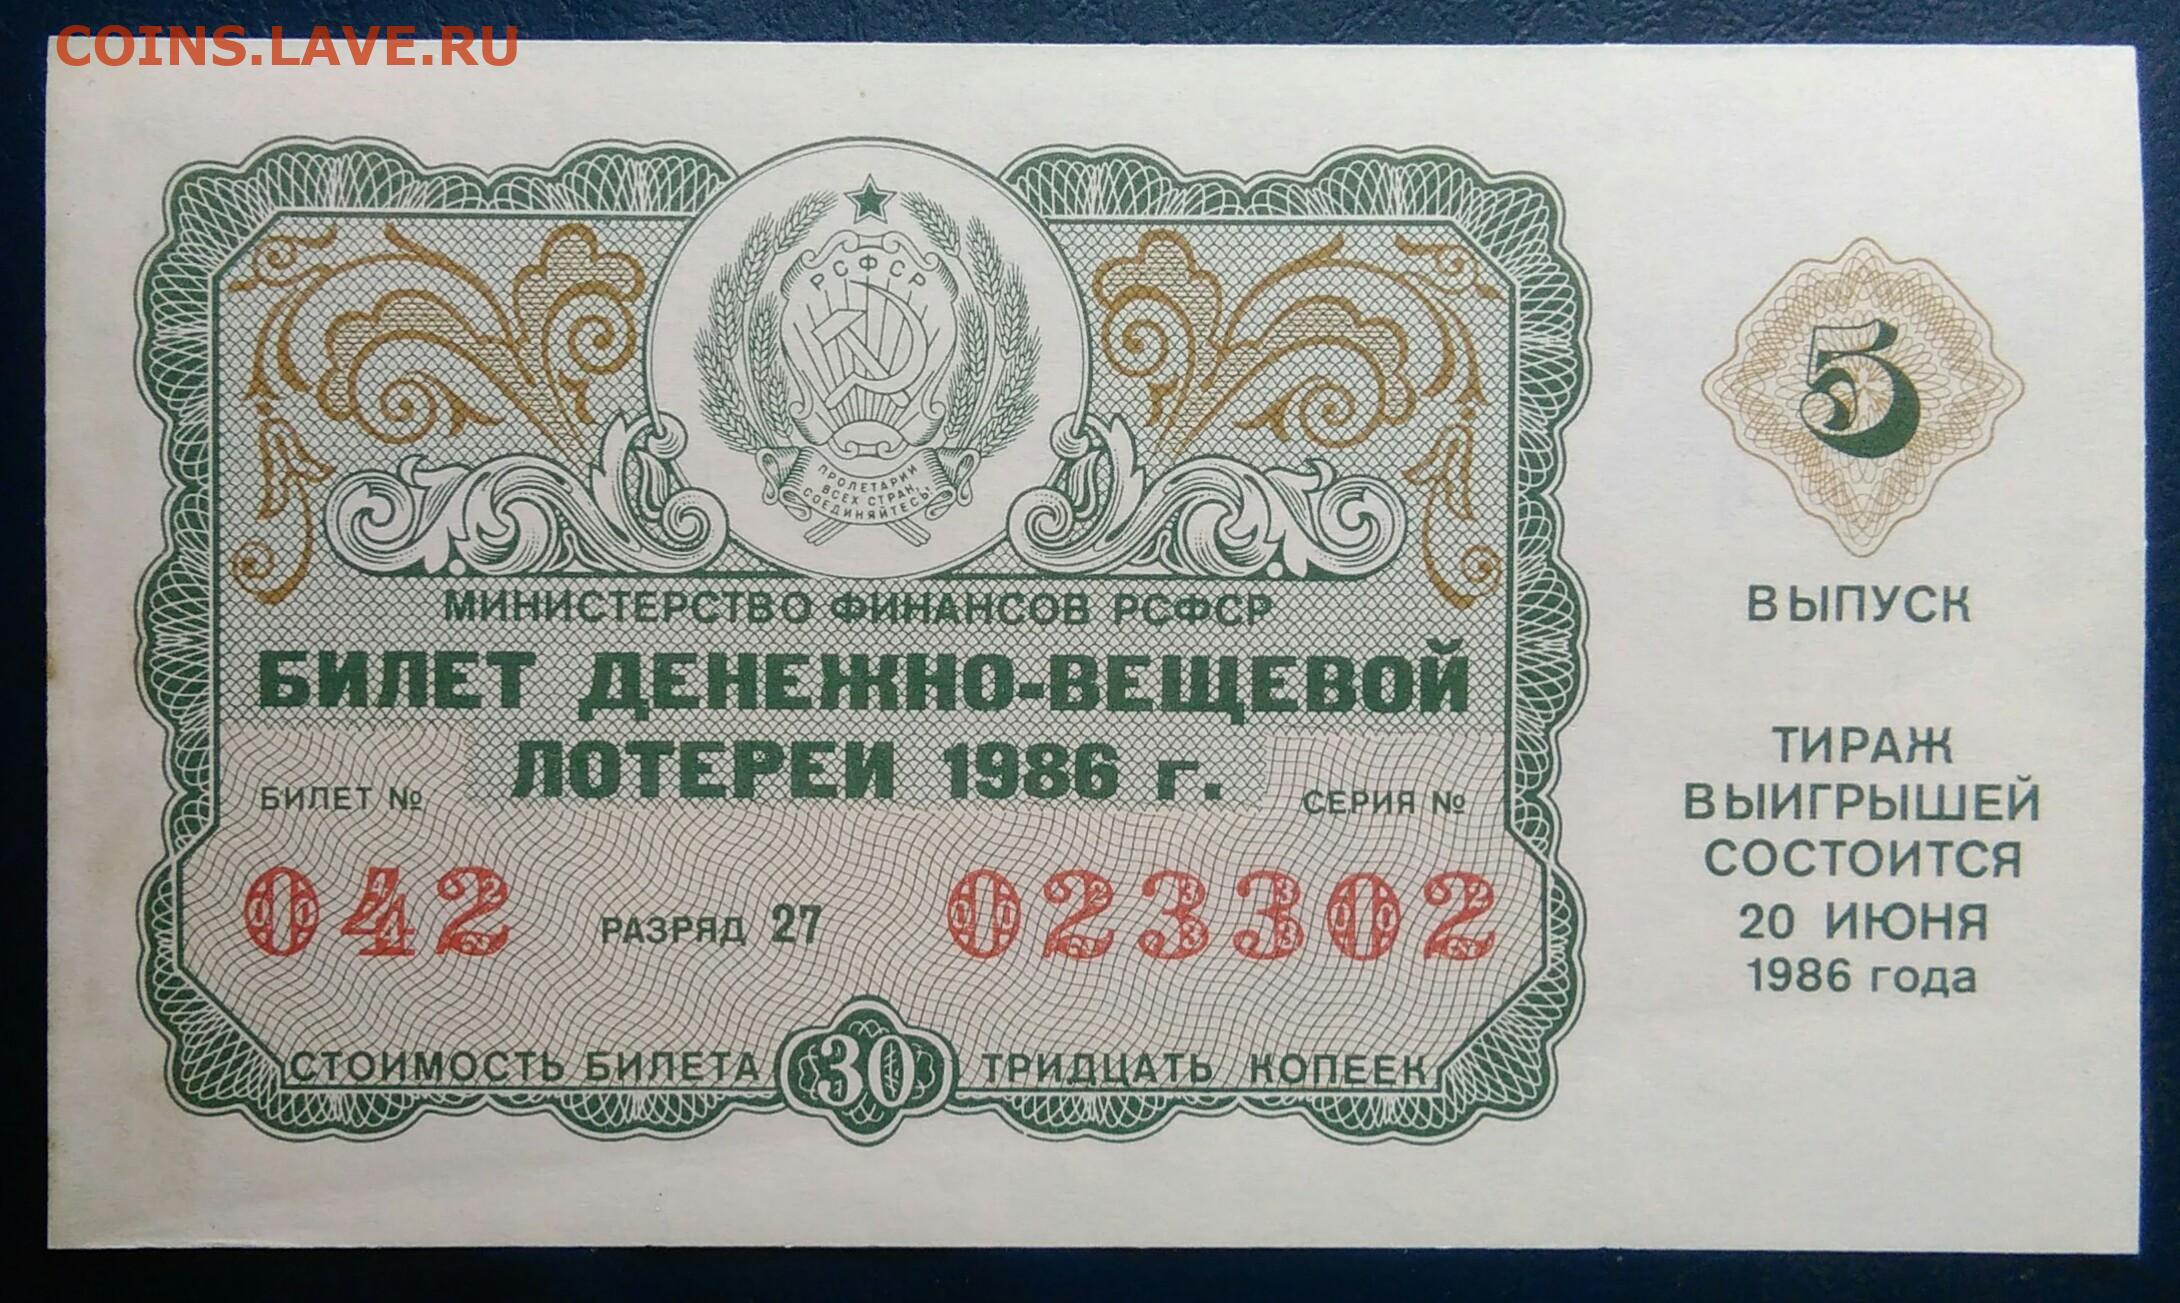 COINS.LAVE.RU
РСФСР
ПРОЛЕТАРИИ
ВСЕХ СТРАН,
СОЕДИНЯЙТЕСЬ!
МИНИСТЕРСТВО ФИНАНСОВ РСФСР
БИЛЕТ ДЕНЕЖНО-ВЕЩЕВОЙ
ЛОТЕРЕИ 1986 г.
БИЛЕТ №
СЕРИЯ №
042
РАЗРЯД 27
023302
СТОИМОСТЬ БИЛЕТА 30 ТРИДЦАТЬ КОПЕЕК
5
ВЫПУСК
ТИРАЖ
ВЫИГРЫШЕЙ
СОСТОИТСЯ
20 ИЮНЯ
1986 года